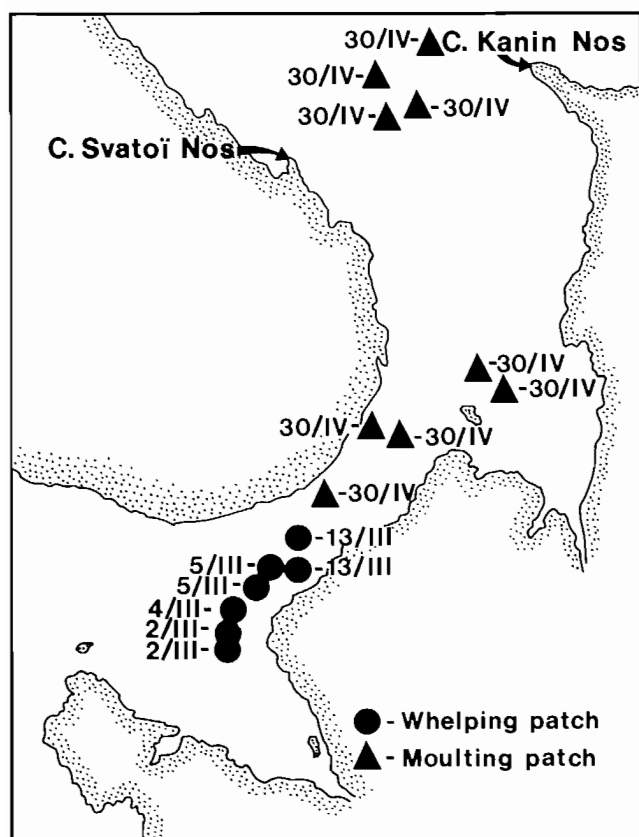 30/IV-
C. Kanin Nos
30/IV-
30/IV-
-30/IV
C. Svatoï Nos
-30/IV
-30/IV
30/IV-
-30/IV
-30/IV
-13/III
5/III-
-13/III
5/III-
4/III-
2/III-
2/III-
- Whelping patch
- Moulting patch